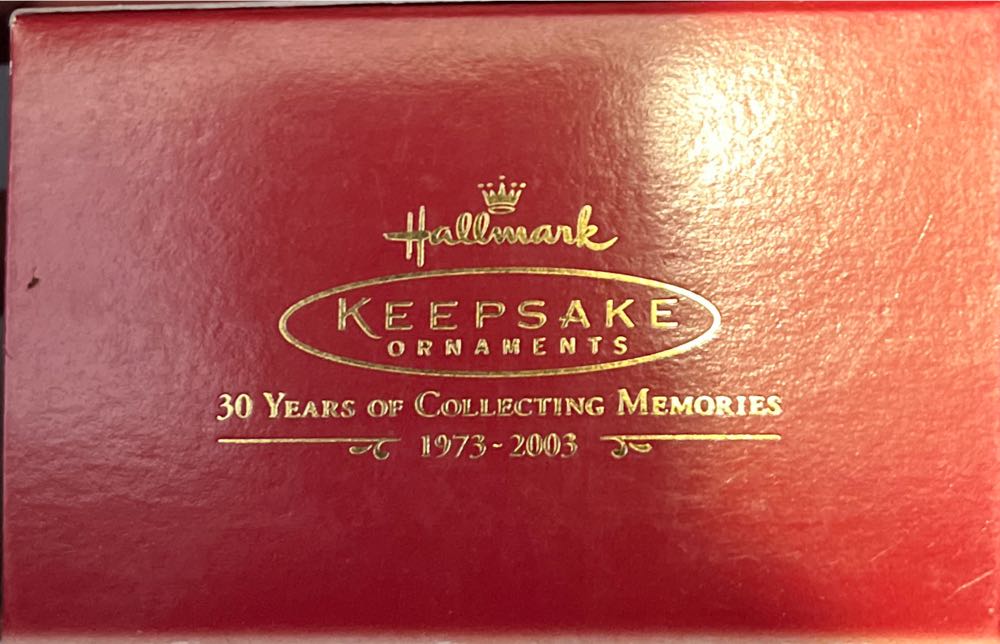 Hallmark
KEEPSAKE
ORNAMENTS
30 YEARS OF COLLECTING MEMORIES
1973-2003